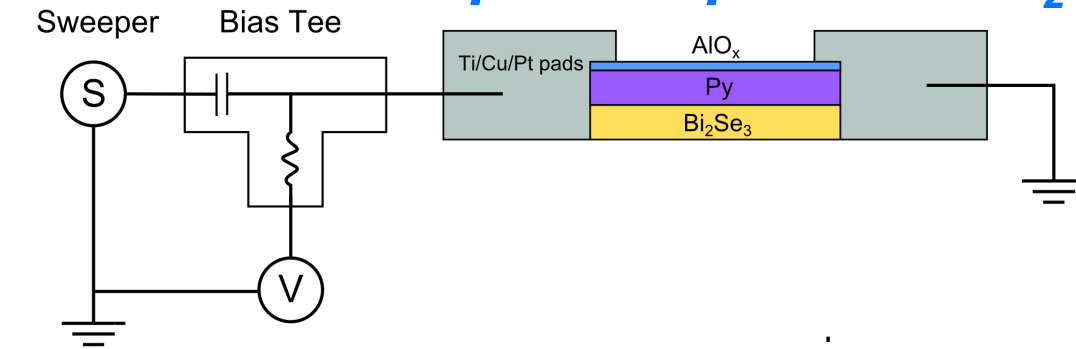 Sweeper
Bias Tee
S
V
Ti/Cu/Pt pads
AlOₓ
Py
Bi₂Se₃